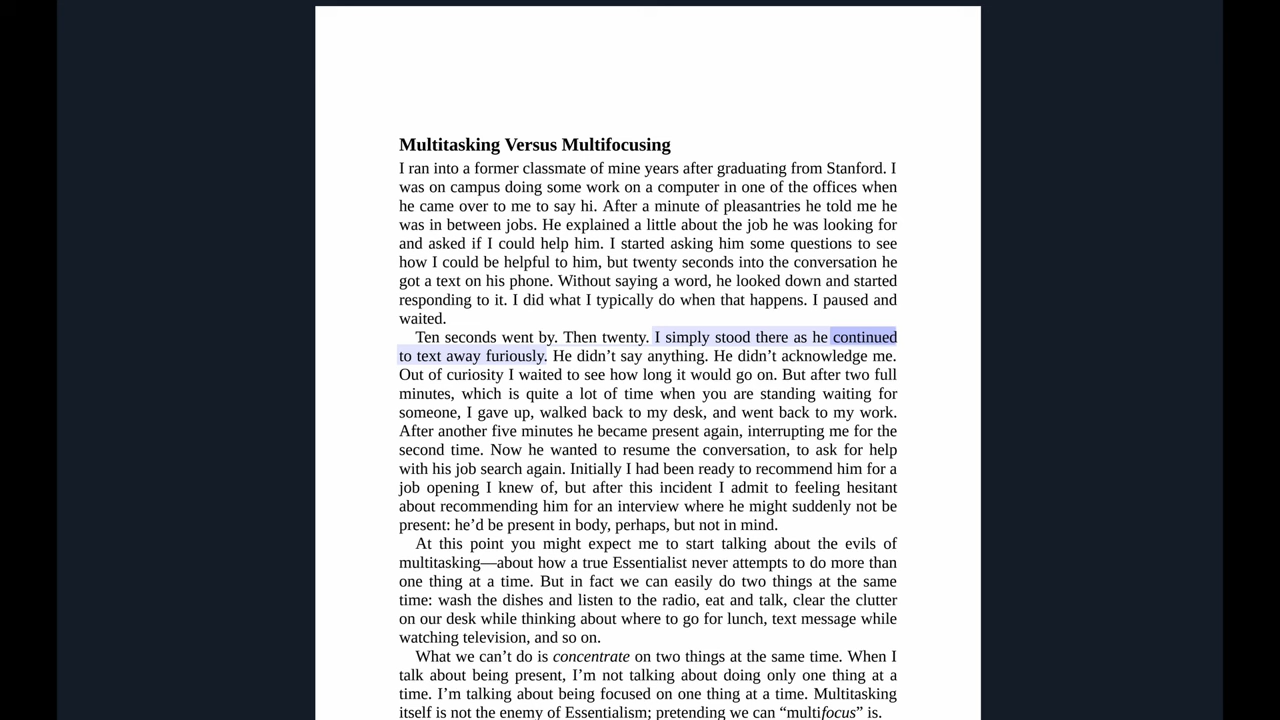 Multitasking Versus Multifocusing
I ran into a former classmate of mine years after graduating from Stanford. I
was on campus doing some work on a computer in one of the offices when
he came over to me to say hi. After a minute of pleasantries he told me he
was in between jobs. He explained a little about the job he was looking for
and asked if I could help him. I started asking him some questions to see
how I could be helpful to him, but twenty seconds into the conversation he
got a text on his phone. Without saying a word, he looked down and started
responding to it. I did what I typically do when that happens. I paused and
waited.
Ten seconds went by. Then twenty. I simply stood there as he continued
to text away furiously. He didn’t say anything. He didn’t acknowledge me.
Out of curiosity I waited to see how long it would go on. But after two full
minutes, which is quite a lot of time when you are standing waiting for
someone, I gave up, walked back to my desk, and went back to my work.
After another five minutes he became present again, interrupting me for the
second time. Now he wanted to resume the conversation, to ask for help
with his job search again. Initially I had been ready to recommend him for a
job opening I knew of, but after this incident I admit to feeling hesitant
about recommending him for an interview where he might suddenly not be
present: he’d be present in body, perhaps, but not in mind.
At this point you might expect me to start talking about the evils of
multitasking—about how a true Essentialist never attempts to do more than
one thing at a time. But in fact we can easily do two things at the same
time: wash the dishes and listen to the radio, eat and talk, clear the clutter
on our desk while thinking about where to go for lunch, text message while
watching television, and so on.
What we can’t do is concentrate on two things at the same time. When I
talk about being present, I’m not talking about doing only one thing at a
time. I’m talking about being focused on one thing at a time. Multitasking
itself is not the enemy of Essentialism; pretending we can “multifocus” is.